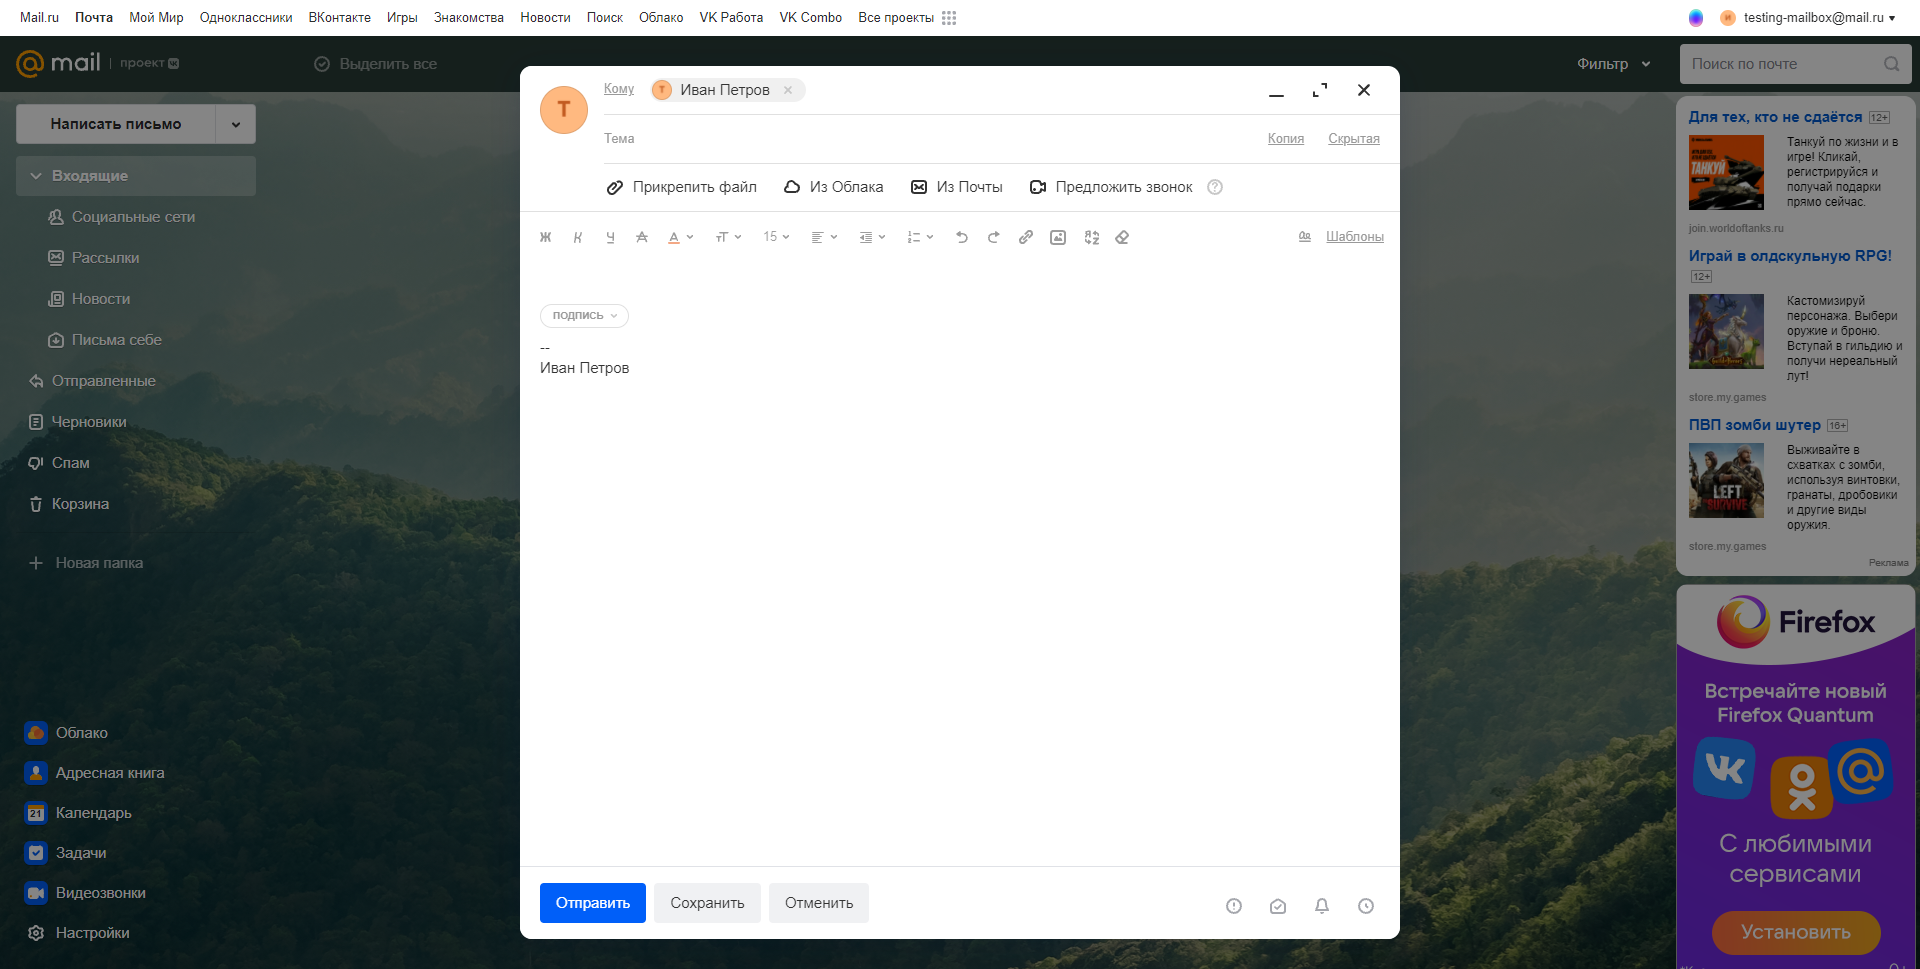 Mail.ru Почта Мой Мир Одноклассники ВКонтакте Игры Знакомства Новости Поиск Облако VK Работа VK Combo Все проекты
testing-mailbox@mail.ru
mail проект
Выделить все
Фильтр
Поиск по почте
Написать письмо
Входящие
Социальные сети
Рассылки
Новости
Письма себе
Отправленные
Черновики
Спам
Корзина
Новая папка
Облако
Адресная книга
21 Календарь
Задачи
Видеозвонки
Настройки
Т
Кому Т Иван Петров
Тема
Копия Скрытая
Прикрепить файл Из Облака Из Почты Предложить звонок ?
Ж К Ч А А тТ 15
Шаблоны
ПОДПИСЬ
--
Иван Петров
Отправить Сохранить Отменить
Для тех, кто не сдаётся 12+
ТАНКУЙ
Танкуй по жизни и в
игре! Кликай,
регистрируйся и
получай подарки
прямо сейчас.
join.worldoftanks.ru
Играй в олдскульную RPG!
12+
Кастомизируй
персонажа. Выбери
оружие и броню.
Вступай в гильдию и
получи нереальный
лут!
store.my.games
ПВП зомби шутер 16+
LEFT
SURVIVE
Выживайте в
схватках с зомби,
используя винтовки,
гранаты, дробовики
и другие виды
оружия.
store.my.games
Реклама
Firefox
Встречайте новый
Firefox Quantum
С любимыми
сервисами
Установить